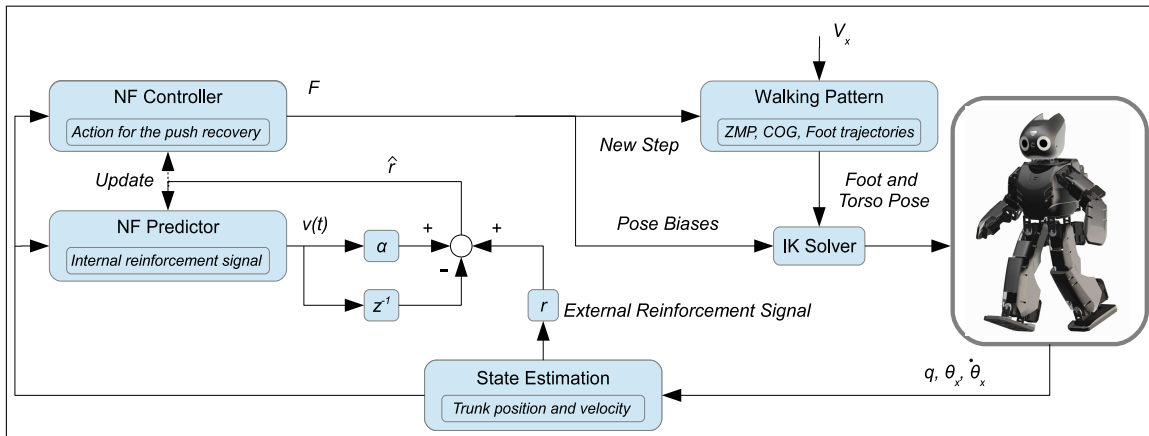 V_x
NF Controller
Action for the push recovery
F
Walking Pattern
ZMP, COG, Foot trajectories
New Step
Update
r̂
Foot and
Torso Pose
NF Predictor
Internal reinforcement signal
v(t)
α
+
+
−
Pose Biases
IK Solver
z⁻¹
r
External Reinforcement Signal
State Estimation
Trunk position and velocity
q, θ_x, θ̇_x